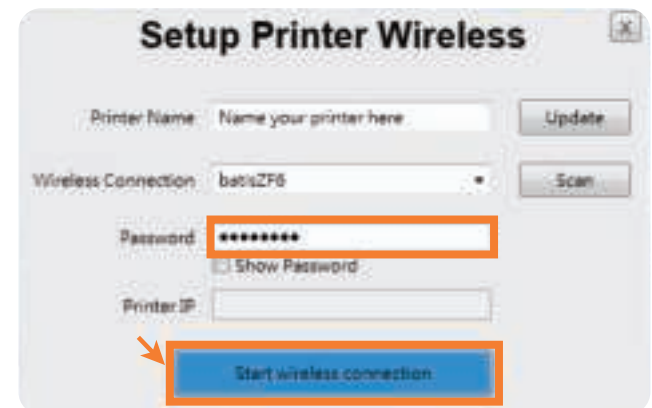 Setup Printer Wireless x
Printer Name Name your printer here Update
Wireless Connection batisZF6 Scan
Password ••••••••
Show Password
Printer IP
Start wireless connection